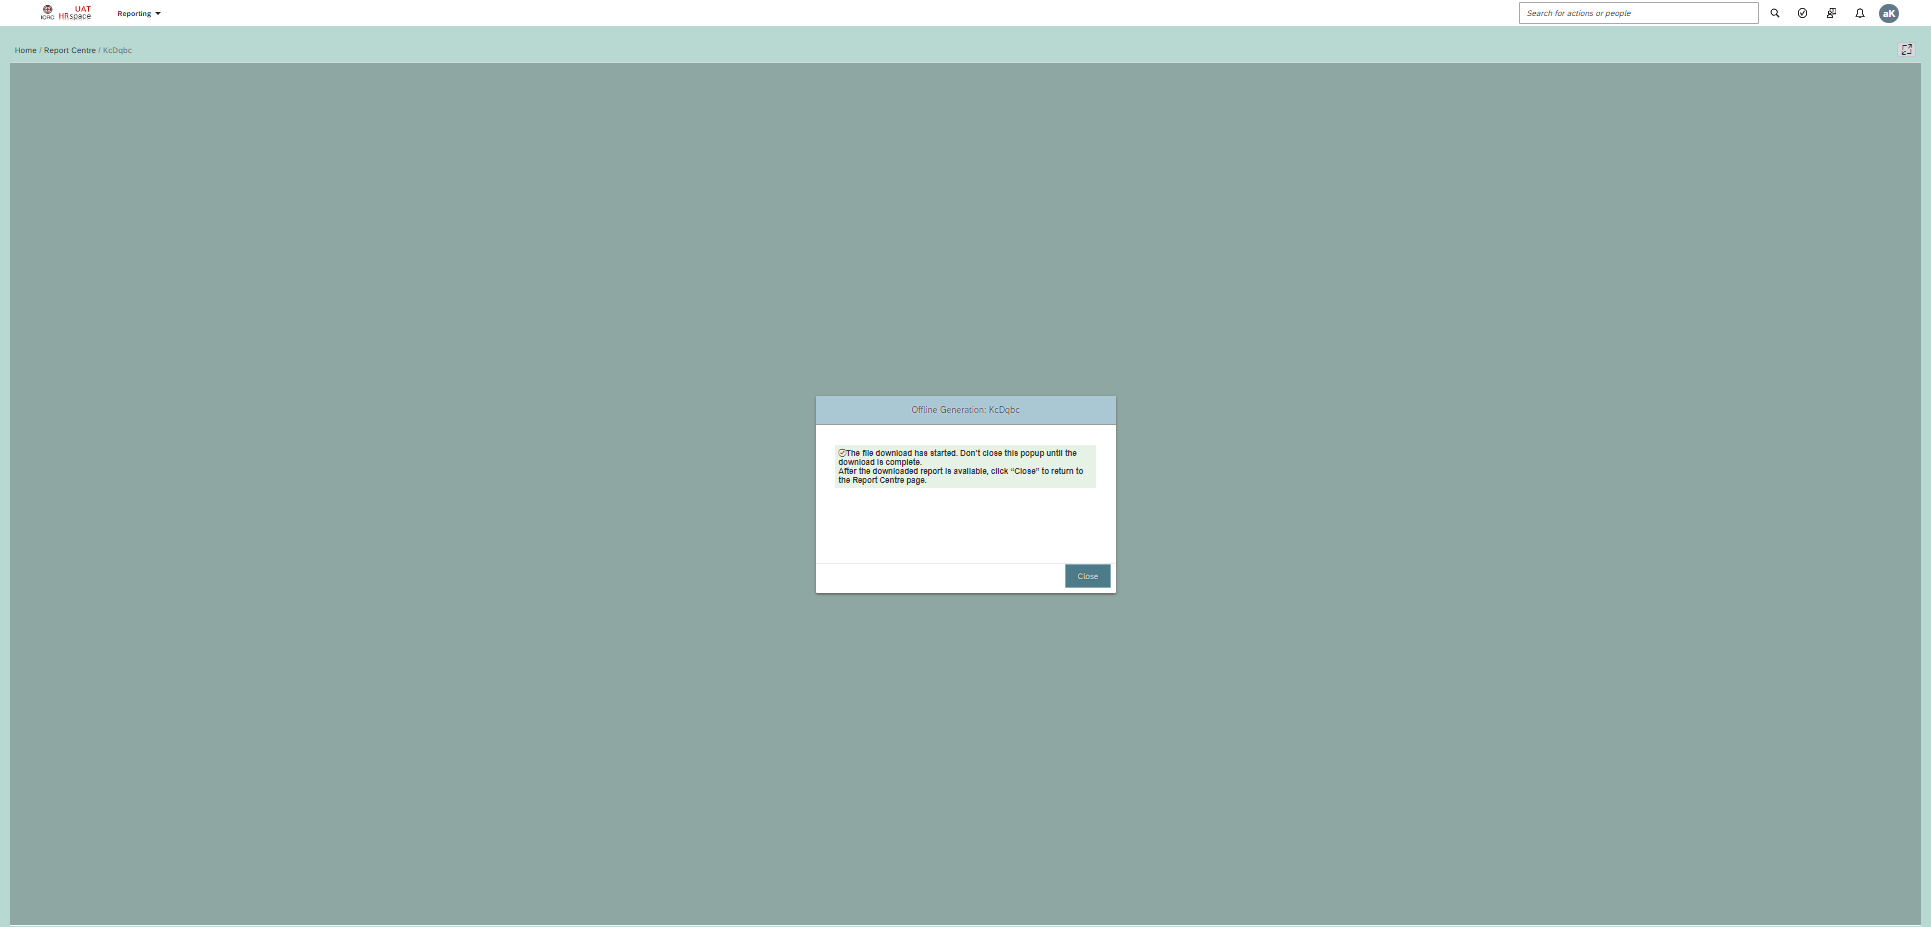 ICRC
UAT
HRspace
Reporting
Search for actions or people
aK
Home / Report Centre / KcDqbc
Offline Generation: KcDqbc
The file download has started. Don't close this popup until the
download is complete.
After the downloaded report is available, click “Close” to return to
the Report Centre page.
Close